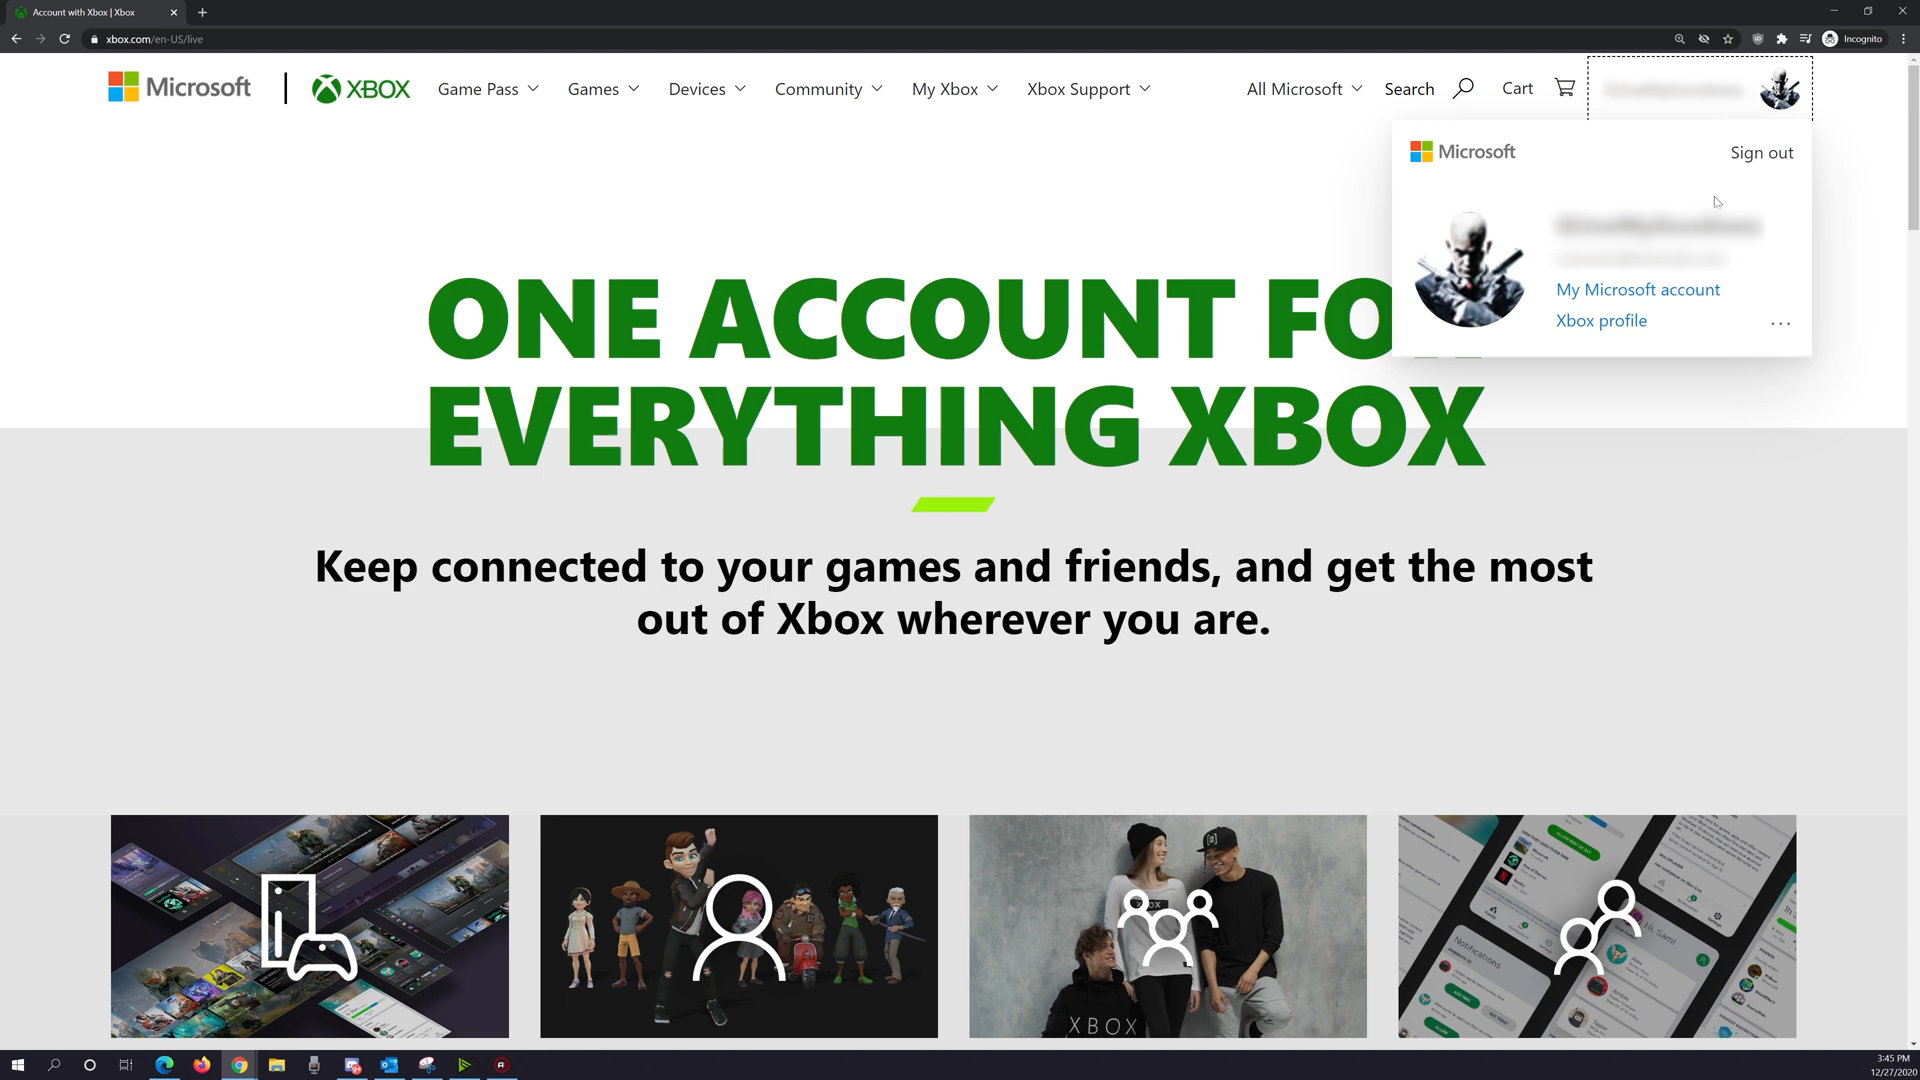 Account with Xbox | Xbox
xbox.com/en-US/live
Incognito
Microsoft
XBOX
Game Pass
Games
Devices
Community
My Xbox
Xbox Support
All Microsoft
Search
Cart
Microsoft
Sign out
My Microsoft account
Xbox profile
ONE ACCOUNT FO
EVERYTHING XBOX
Keep connected to your games and friends, and get the most
out of Xbox wherever you are.
XBOX
Notifications
Hi, Sam!
3:45 PM
12/27/2020